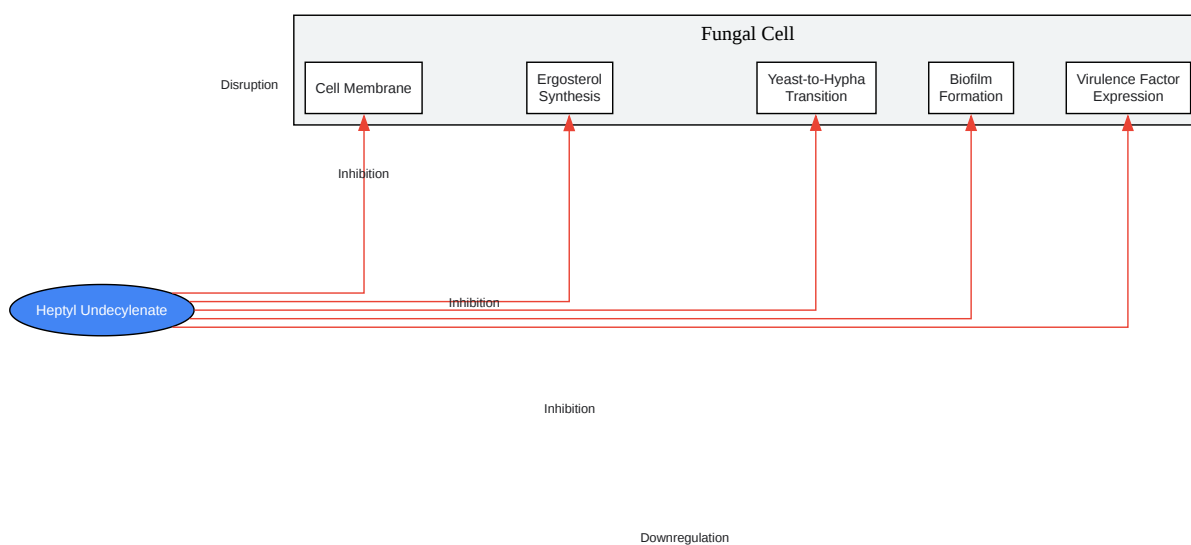 Fungal Cell
Disruption
Cell Membrane
Ergosterol
Synthesis
Yeast-to-Hypha
Transition
Biofilm
Formation
Virulence Factor
Expression
Inhibition
Inhibition
Heptyl Undecylenate
Inhibition
Downregulation